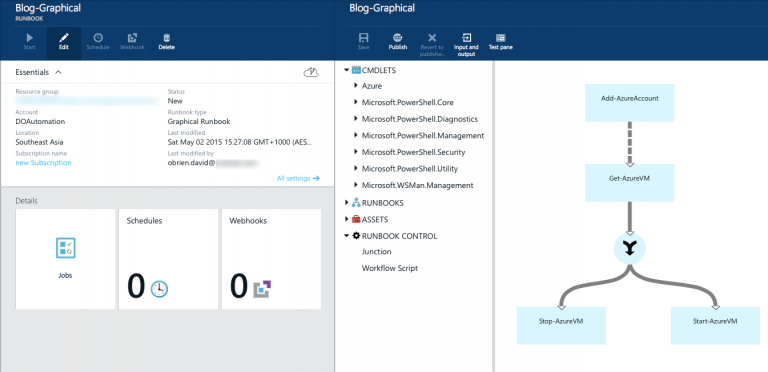 Blog-Graphical
RUNBOOK
Start
Edit
Schedule
Webhook
Delete
Essentials
Resource group
Account
DOAutomation
Location
Southeast Asia
Subscription name
new Subscription
Status
New
Runbook type
Graphical Runbook
Last modified
Sat May 02 2015 15:27:08 GMT+1000 (AES...
Last modified by
obrien.david@
All settings
Details
Jobs
Schedules
0
Webhooks
0
Blog-Graphical
Save
Publish
Revert to
publishe...
Input and
output
Test pane
CMDLETS
Azure
Microsoft.PowerShell.Core
Microsoft.PowerShell.Diagnostics
Microsoft.PowerShell.Management
Microsoft.PowerShell.Security
Microsoft.PowerShell.Utility
Microsoft.WSMan.Management
RUNBOOKS
ASSETS
RUNBOOK CONTROL
Junction
Workflow Script
Add-AzureAccount
Get-AzureVM
Stop-AzureVM
Start-AzureVM